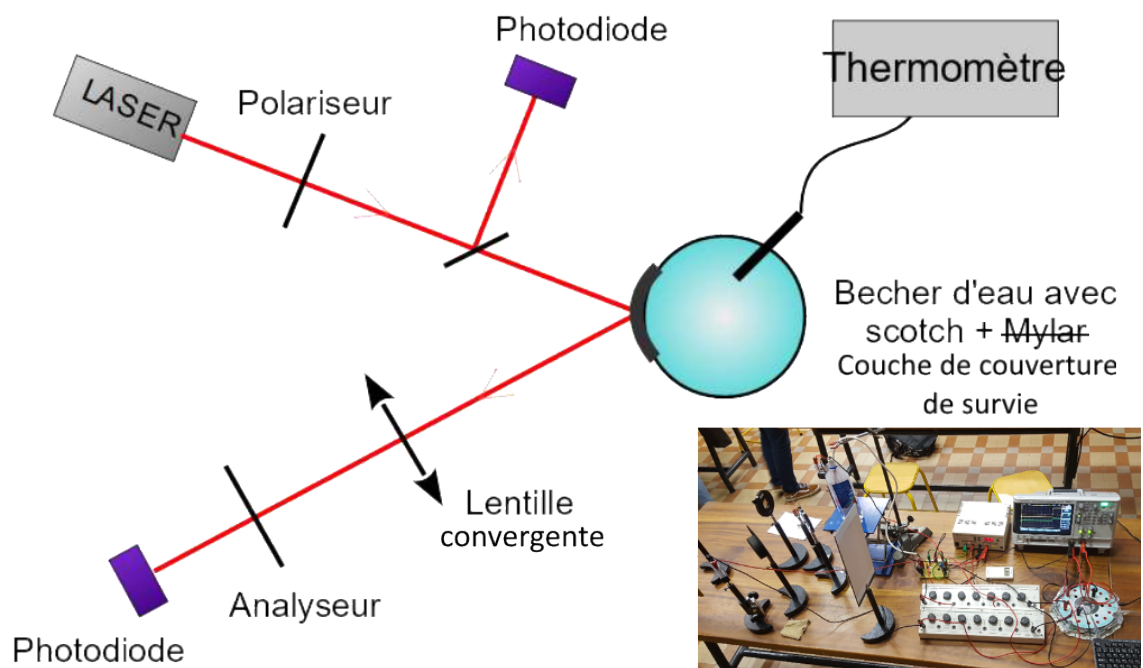 Photodiode
Thermomètre
LASER
Polariseur
Becher d'eau avec
scotch + Mylar
Couche de couverture
de survie
Lentille
convergente
Analyseur
Photodiode